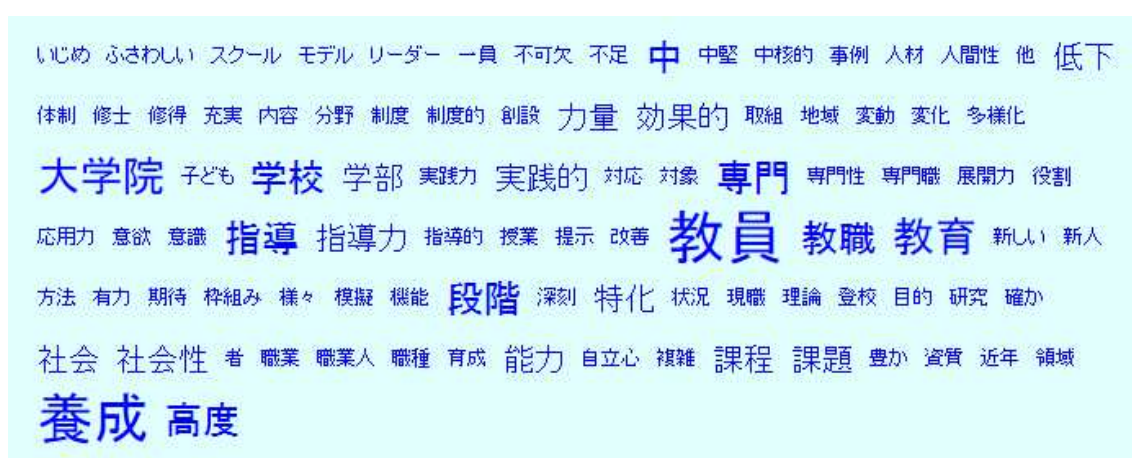 いじめ ふさわしい スクール モデル リーダー 一員 不可欠 不足 中 中堅 中核的 事例 人材 人間性 他 低下
体制 修士 修得 充実 内容 分野 制度 制度的 創設 力量 効果的 取組 地域 変動 変化 多様化
大学院 子ども 学校 学部 実践力 実践的 対応 対象 専門 専門性 専門職 展開力 役割
応用力 意欲 意識 指導 指導力 指導的 授業 提示 改善 教員 教職 教育 新しい 新人
方法 有力 期待 枠組み 様々 模擬 機能 段階 深刻 特化 状況 現職 理論 登校 目的 研究 確か
社会 社会性 者 職業 職業人 職種 育成 能力 自立心 複雑 課程 課題 豊か 資質 近年 領域
養成 高度